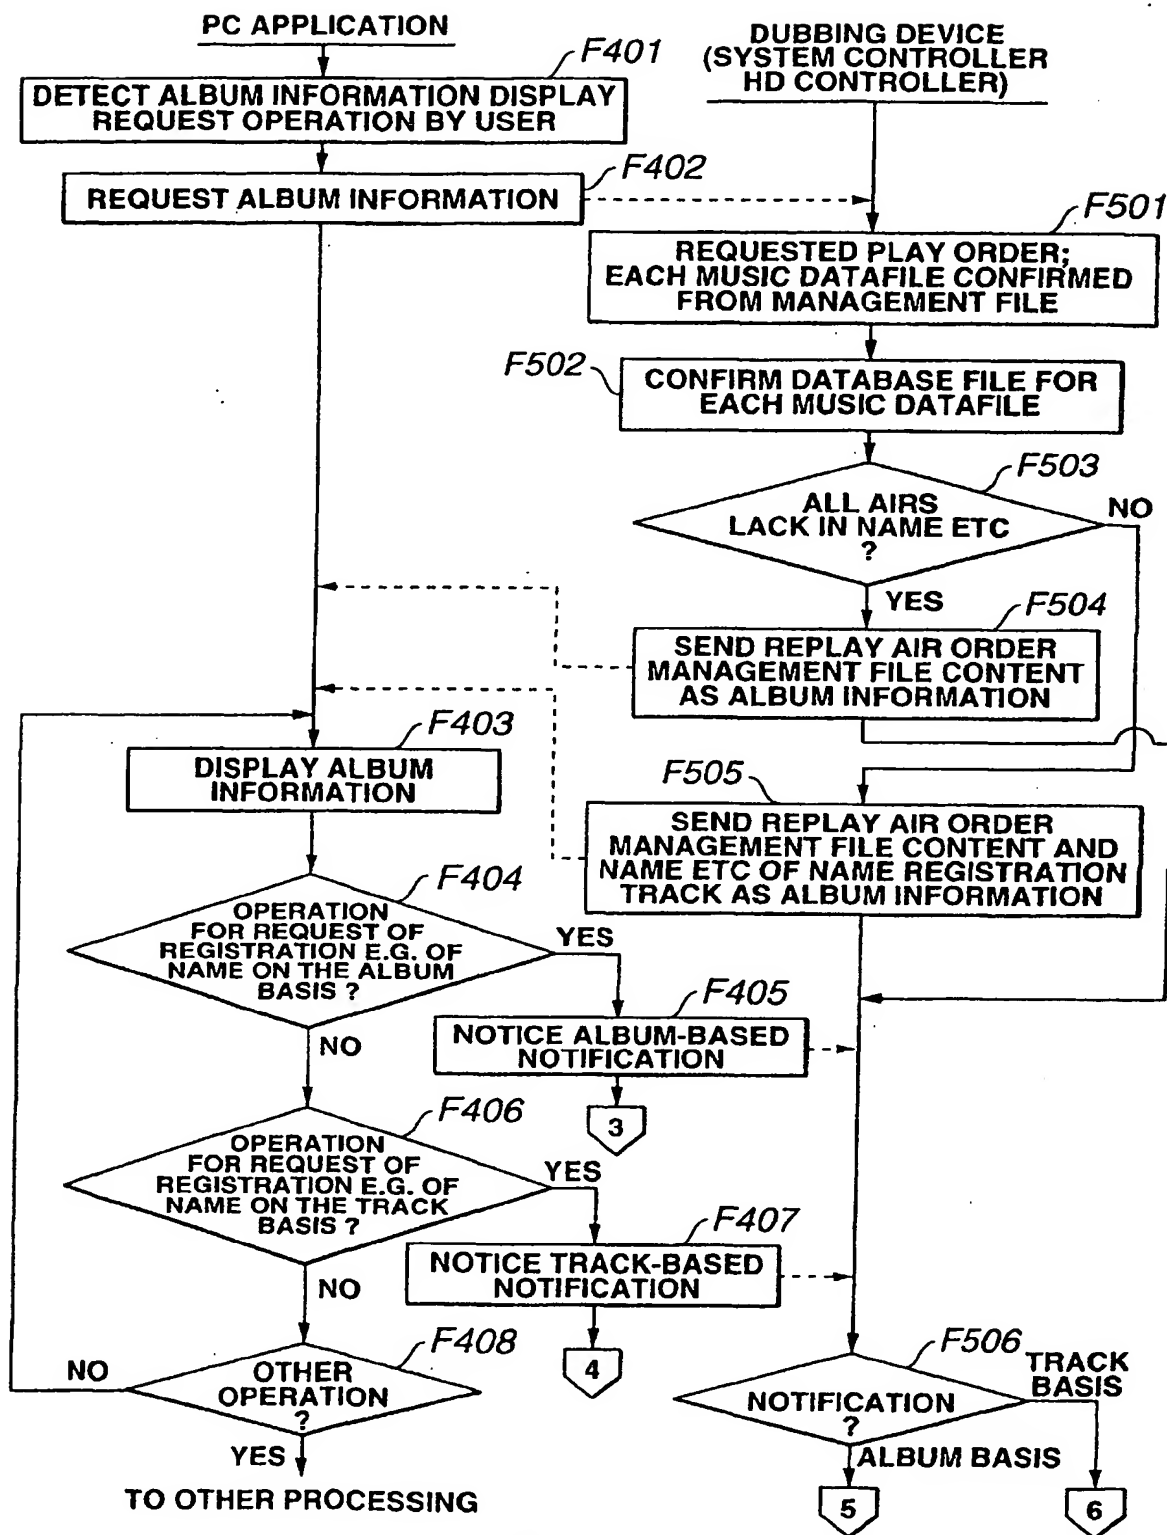 PC APPLICATION
F401
DETECT ALBUM INFORMATION DISPLAY
REQUEST OPERATION BY USER
F402
REQUEST ALBUM INFORMATION
DUBBING DEVICE
(SYSTEM CONTROLLER
HD CONTROLLER)
F501
REQUESTED PLAY ORDER;
EACH MUSIC DATAFILE CONFIRMED
FROM MANAGEMENT FILE
F502
CONFIRM DATABASE FILE FOR
EACH MUSIC DATAFILE
F503
ALL AIRS
LACK IN NAME ETC
?
NO
YES
F504
SEND REPLAY AIR ORDER
MANAGEMENT FILE CONTENT
AS ALBUM INFORMATION
F403
DISPLAY ALBUM
INFORMATION
F505
SEND REPLAY AIR ORDER
MANAGEMENT FILE CONTENT AND
NAME ETC OF NAME REGISTRATION
TRACK AS ALBUM INFORMATION
F404
OPERATION
FOR REQUEST OF
REGISTRATION E.G. OF
NAME ON THE ALBUM
BASIS ?
YES
NO
F405
NOTICE ALBUM-BASED
NOTIFICATION
3
F406
OPERATION
FOR REQUEST OF
REGISTRATION E.G. OF
NAME ON THE TRACK
BASIS ?
YES
NO
F407
NOTICE TRACK-BASED
NOTIFICATION
4
F408
OTHER
OPERATION
?
NO
YES
TO OTHER PROCESSING
F506
NOTIFICATION
?
TRACK
BASIS
ALBUM BASIS
5
6